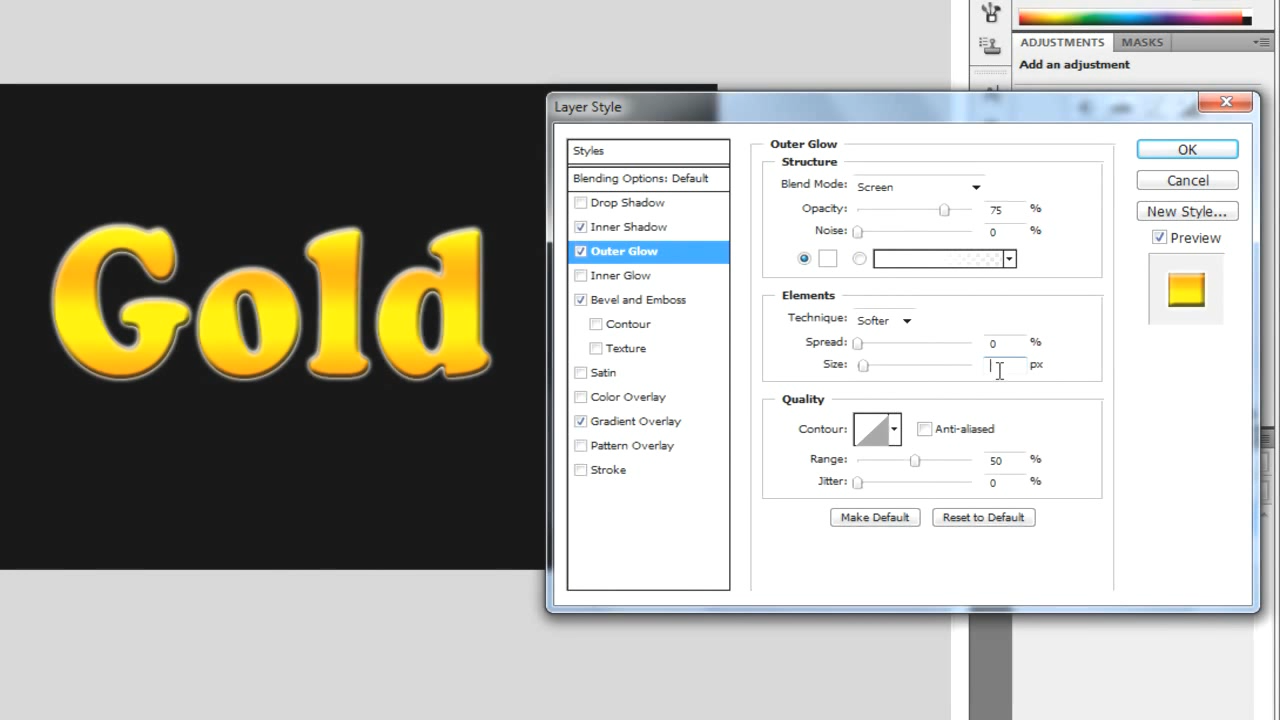 ADJUSTMENTS MASKS
Add an adjustment
Gold
Layer Style
Styles
Blending Options: Default
Drop Shadow
Inner Shadow
Outer Glow
Inner Glow
Bevel and Emboss
Contour
Texture
Satin
Color Overlay
Gradient Overlay
Pattern Overlay
Stroke
Outer Glow
Structure
Blend Mode: Screen
Opacity: 75 %
Noise: 0 %
Elements
Technique: Softer
Spread: 0 %
Size: px
Quality
Contour: Anti-aliased
Range: 50 %
Jitter: 0 %
Make Default Reset to Default
OK
Cancel
New Style...
Preview